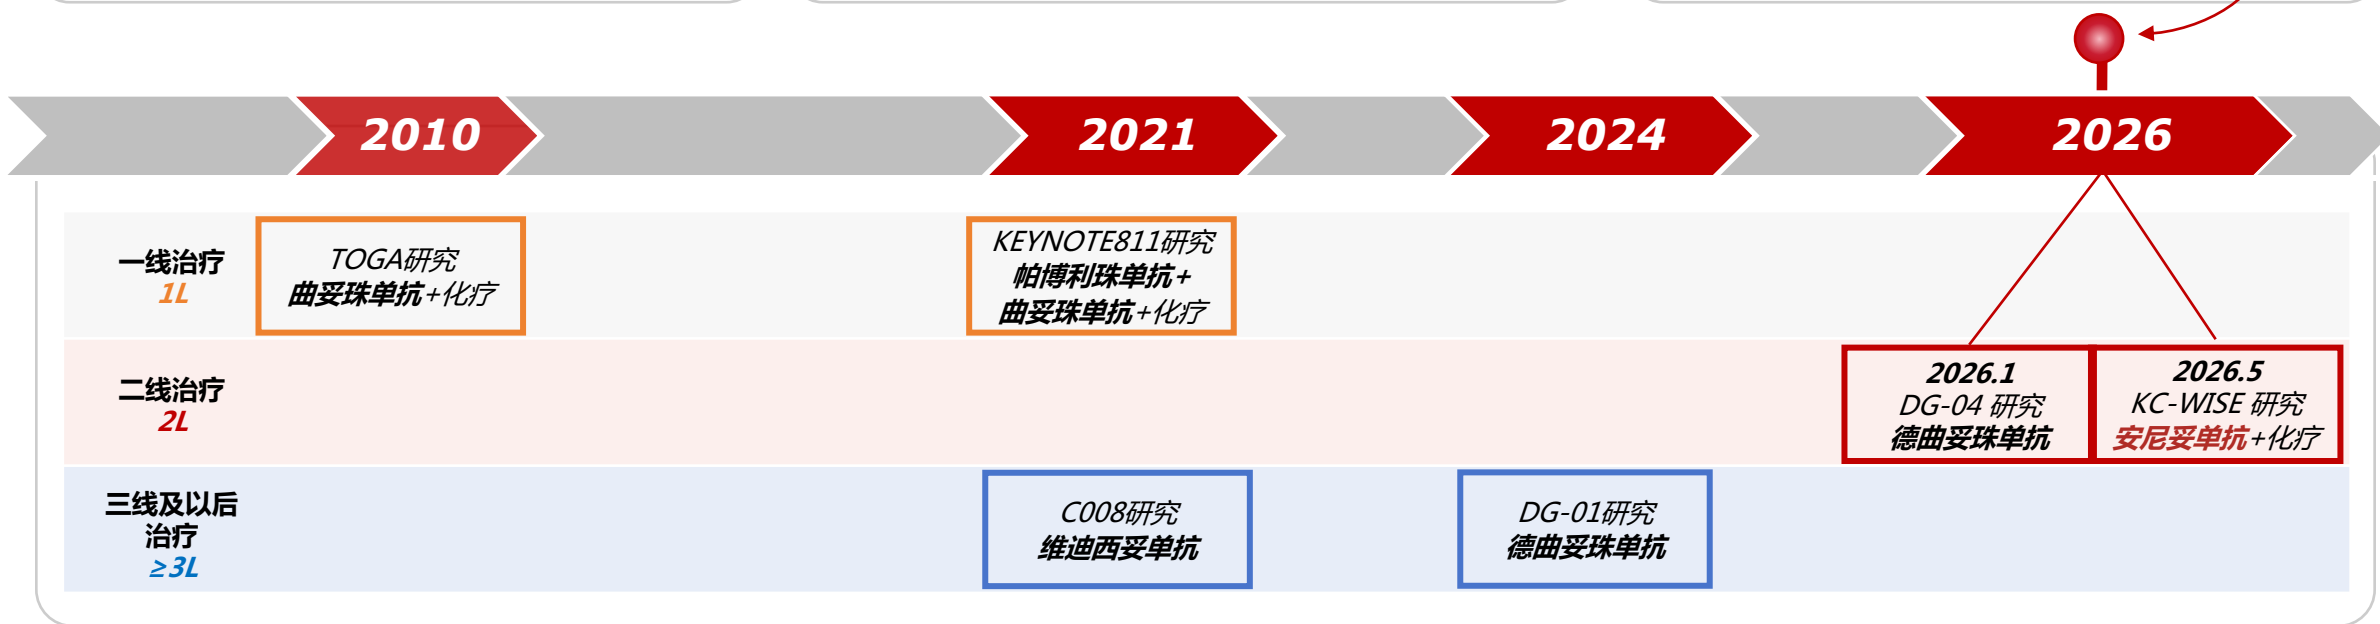 2010
2021
2024
2026
一线治疗
1L
TOGA研究
曲妥珠单抗+化疗
KEYNOTE811研究
帕博利珠单抗+
曲妥珠单抗+化疗
二线治疗
2L
2026.1
DG-04 研究
德曲妥珠单抗
2026.5
KC-WISE 研究
安尼妥单抗+化疗
三线及以后
治疗
≥3L
C008研究
维迪西妥单抗
DG-01研究
德曲妥珠单抗